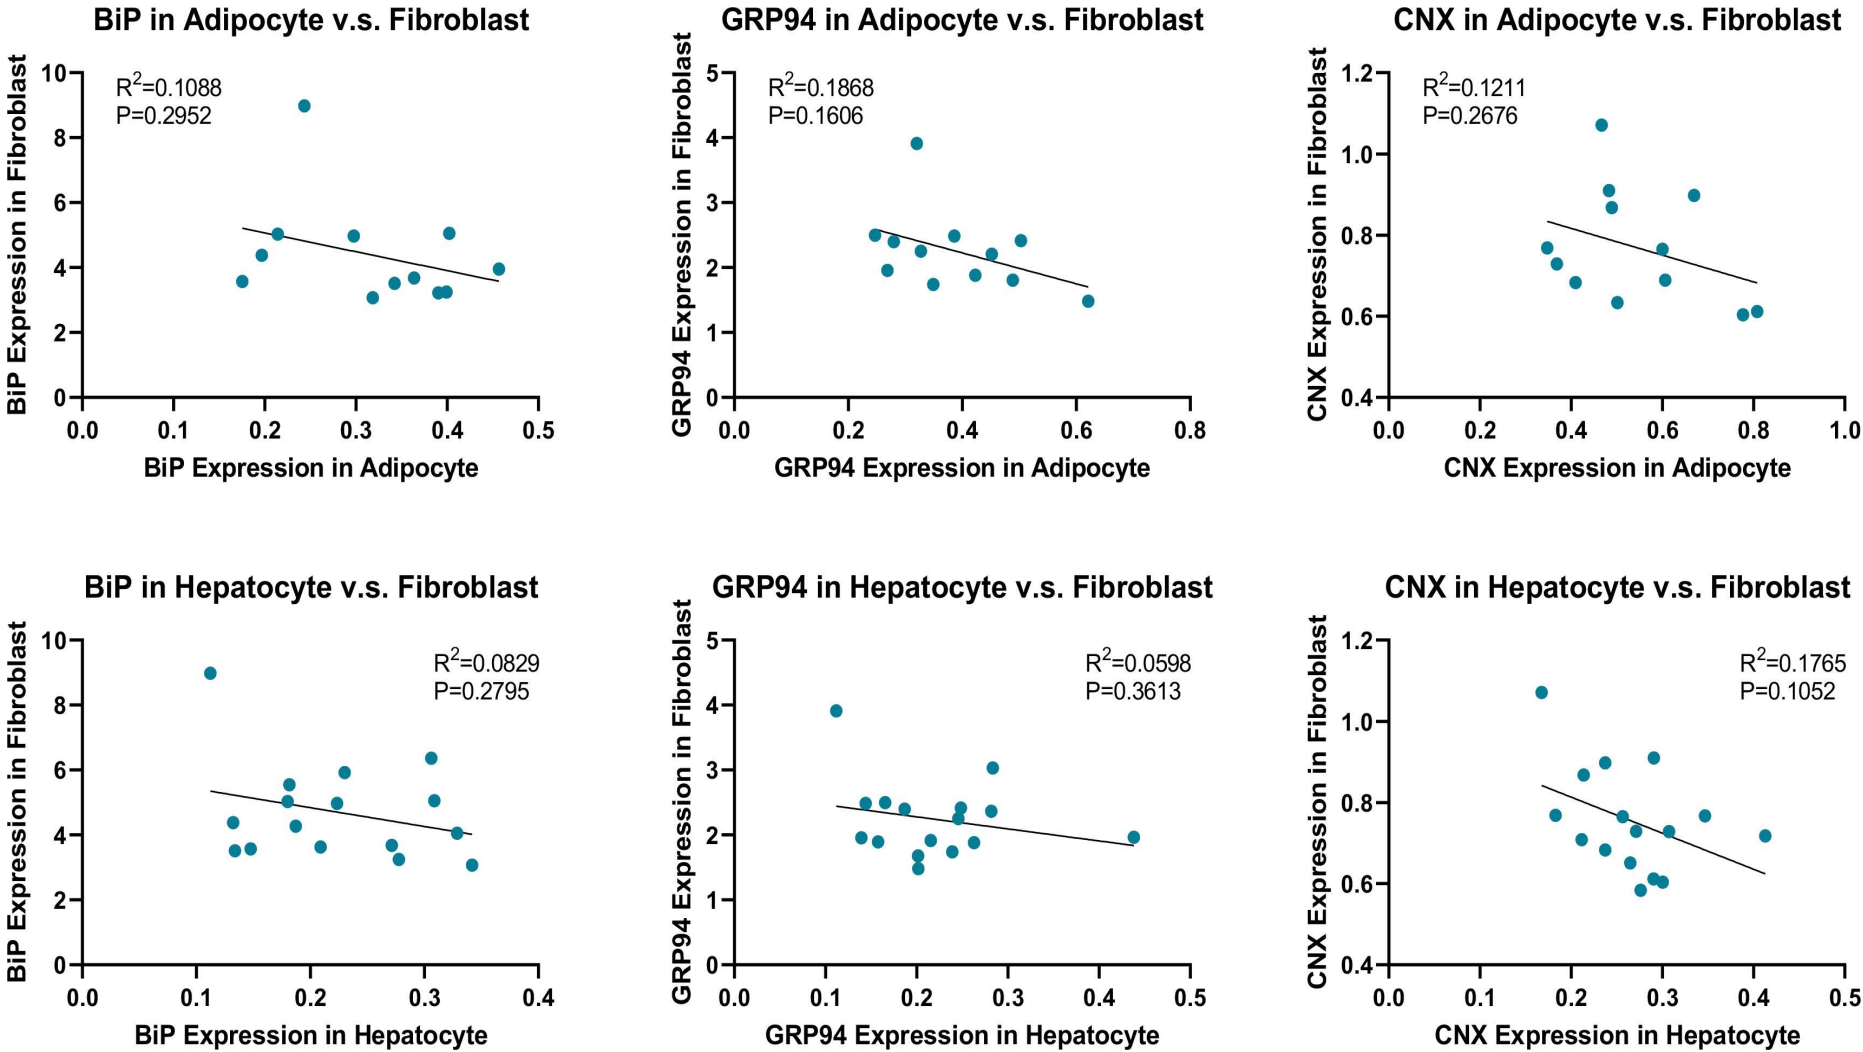 BiP in Adipocyte v.s. Fibroblast
BiP Expression in Fibroblast
R²=0.1088
P=0.2952
10
8
6
4
2
0
0.0 0.1 0.2 0.3 0.4 0.5
BiP Expression in Adipocyte
GRP94 in Adipocyte v.s. Fibroblast
GRP94 Expression in Fibroblast
R²=0.1868
P=0.1606
5
4
3
2
1
0
0.0 0.2 0.4 0.6 0.8
GRP94 Expression in Adipocyte
CNX in Adipocyte v.s. Fibroblast
CNX Expression in Fibroblast
R²=0.1211
P=0.2676
1.2
1.0
0.8
0.6
0.4
0.0 0.2 0.4 0.6 0.8 1.0
CNX Expression in Adipocyte
BiP in Hepatocyte v.s. Fibroblast
BiP Expression in Fibroblast
R²=0.0829
P=0.2795
10
8
6
4
2
0
0.0 0.1 0.2 0.3 0.4
BiP Expression in Hepatocyte
GRP94 in Hepatocyte v.s. Fibroblast
GRP94 Expression in Fibroblast
R²=0.0598
P=0.3613
5
4
3
2
1
0
0.0 0.1 0.2 0.3 0.4 0.5
GRP94 Expression in Hepatocyte
CNX in Hepatocyte v.s. Fibroblast
CNX Expression in Fibroblast
R²=0.1765
P=0.1052
1.2
1.0
0.8
0.6
0.4
0.0 0.1 0.2 0.3 0.4 0.5
CNX Expression in Hepatocyte